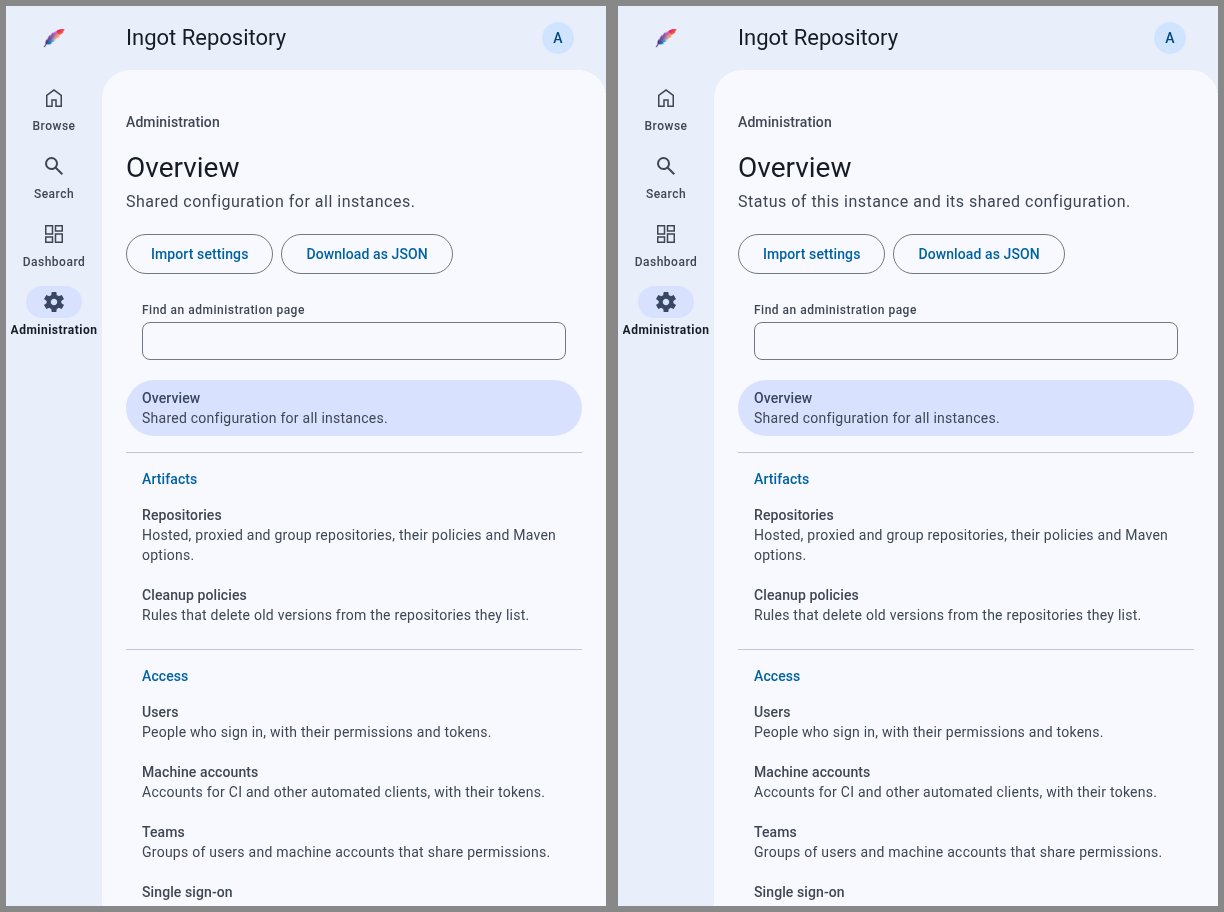 Ingot Repository
A
Browse
Search
Dashboard
Administration
Administration
Overview
Shared configuration for all instances.
Import settings
Download as JSON
Find an administration page
Overview
Shared configuration for all instances.
Artifacts
Repositories
Hosted, proxied and group repositories, their policies and Maven
options.
Cleanup policies
Rules that delete old versions from the repositories they list.
Access
Users
People who sign in, with their permissions and tokens.
Machine accounts
Accounts for CI and other automated clients, with their tokens.
Teams
Groups of users and machine accounts that share permissions.
Single sign-on
Ingot Repository
A
Browse
Search
Dashboard
Administration
Administration
Overview
Status of this instance and its shared configuration.
Import settings
Download as JSON
Find an administration page
Overview
Shared configuration for all instances.
Artifacts
Repositories
Hosted, proxied and group repositories, their policies and Maven
options.
Cleanup policies
Rules that delete old versions from the repositories they list.
Access
Users
People who sign in, with their permissions and tokens.
Machine accounts
Accounts for CI and other automated clients, with their tokens.
Teams
Groups of users and machine accounts that share permissions.
Single sign-on